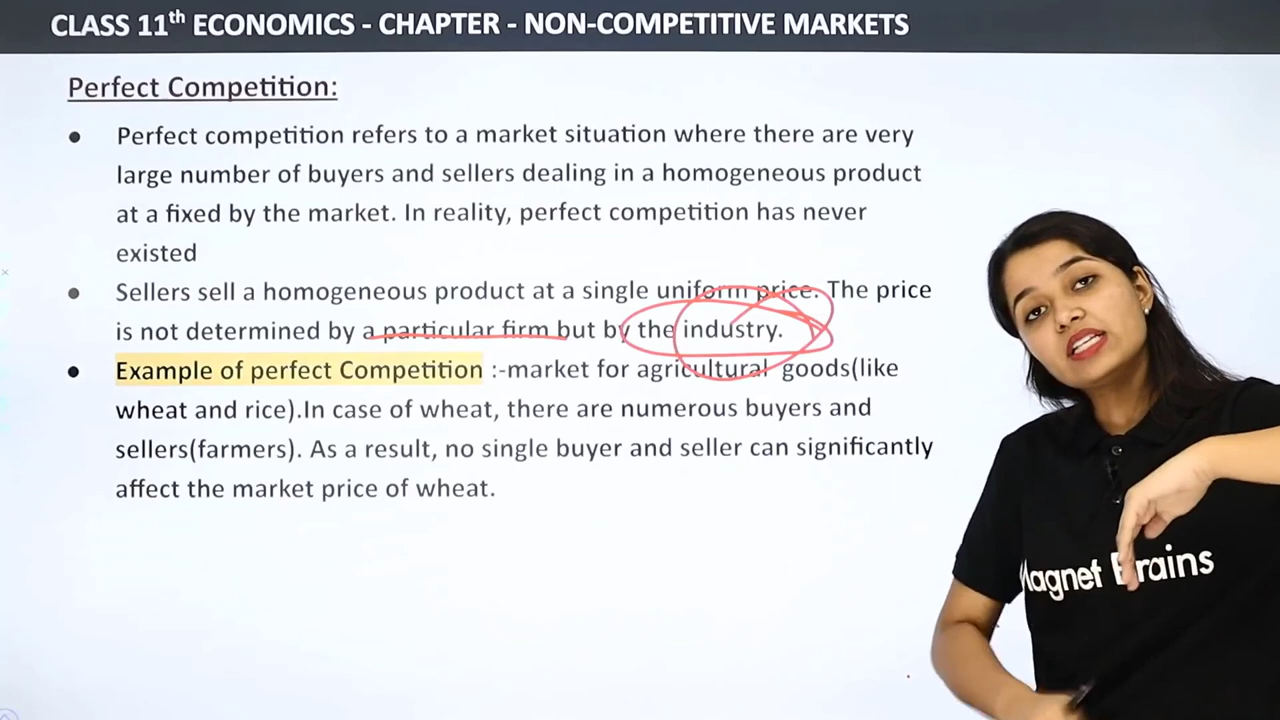 CLASS 11th ECONOMICS - CHAPTER - NON-COMPETITIVE MARKETS
Perfect Competition:
● Perfect competition refers to a market situation where there are very
large number of buyers and sellers dealing in a homogeneous product
at a fixed by the market. In reality, perfect competition has never
existed
● Sellers sell a homogeneous product at a single uniform price. The price
is not determined by a particular firm but by the industry.
● Example of perfect Competition :-market for agricultural goods(like
wheat and rice).In case of wheat, there are numerous buyers and
sellers(farmers). As a result, no single buyer and seller can significantly
affect the market price of wheat.
Magnet Brains